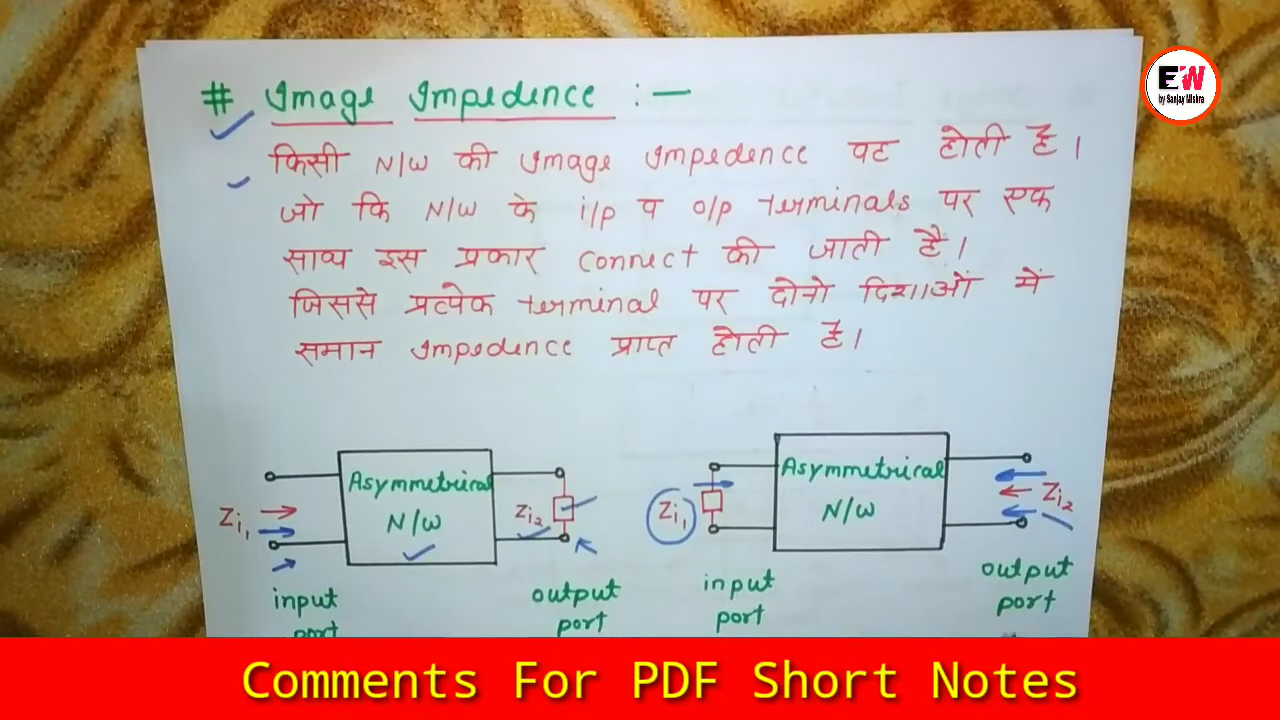 # Image Impedence :-
किसी N/W की Image Impedence वह होती है।
जो कि N/W के i/p व o/p terminals पर एक
साथ इस प्रकार connect की जाती है।
जिससे प्रत्येक terminal पर दोनो दिशाओं में
समान Impedence प्राप्त होती है।
Asymmetrical
N/W
Zi1
Zi2
input
port
output
port
Asymmetrical
N/W
Zi1
Zi2
input
port
output
port
EW
by Sanjay Mishra
Comments For PDF Short Notes